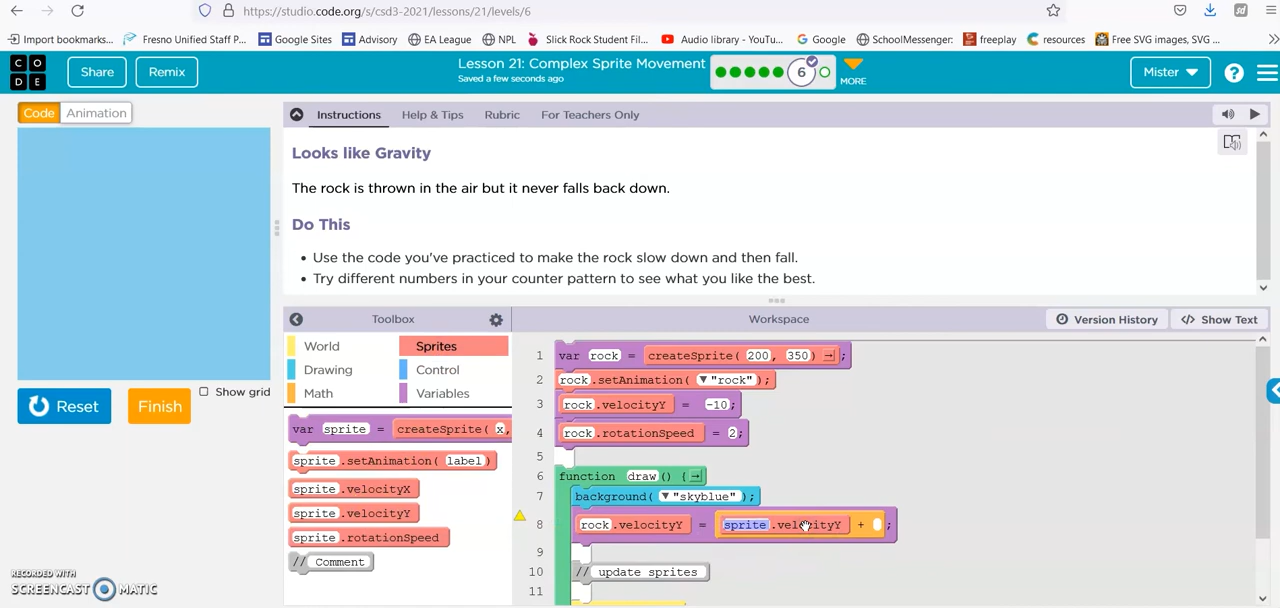 https://studio.code.org/s/csd3-2021/lessons/21/levels/6
Import bookmarks... Fresno Unified Staff P... Google Sites Advisory EA League NPL Slick Rock Student Fil... Audio library - YouTu... Google SchoolMessenger: freeplay resources Free SVG images, SVG ...
C O D E
Share
Remix
Lesson 21: Complex Sprite Movement
Saved a few seconds ago
6
MORE
Mister
?
Code Animation
Instructions Help & Tips Rubric For Teachers Only
Looks like Gravity
The rock is thrown in the air but it never falls back down.
Do This
Use the code you've practiced to make the rock slow down and then fall.
Try different numbers in your counter pattern to see what you like the best.
Toolbox
Workspace
Version History
</> Show Text
World
Sprites
Drawing
Control
Math
Variables
Show grid
Reset
Finish
var sprite = createSprite( x,
sprite.setAnimation( label)
sprite.velocityX
sprite.velocityY
sprite.rotationSpeed
// Comment
1 var rock = createSprite( 200, 350);
2 rock.setAnimation( "rock");
3 rock.velocityY = -10;
4 rock.rotationSpeed = 2;
5
6 function draw() {
7 background( "skyblue");
8 rock.velocityY = sprite.velocityY + ;
9
10 // update sprites
11
RECORDED WITH
SCREENCAST MATIC